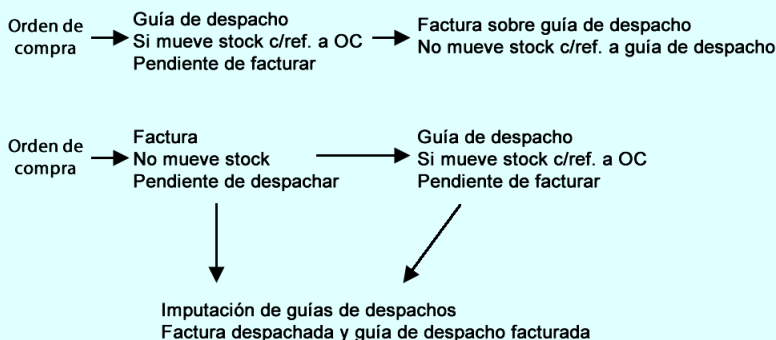 Orden de
compra
Guía de despacho
Si mueve stock c/ref. a OC
Pendiente de facturar
Factura sobre guía de despacho
No mueve stock c/ref. a guía de despacho
Orden de
compra
Factura
No mueve stock
Pendiente de despachar
Guía de despacho
Si mueve stock c/ref. a OC
Pendiente de facturar
Imputación de guías de despachos
Factura despachada y guía de despacho facturada